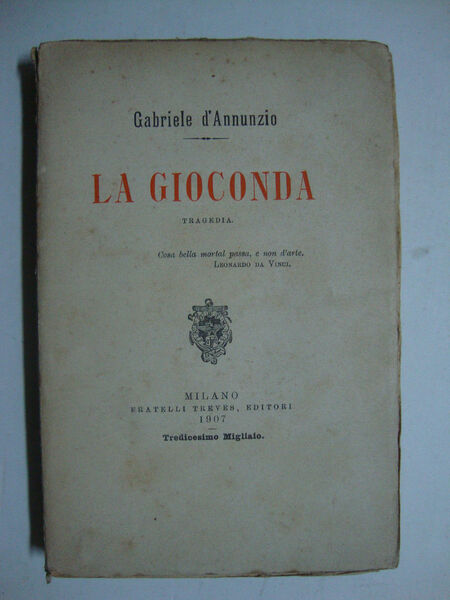 Gabriele d'Annunzio
LA GIOCONDA
TRAGEDIA.
Cosa bella mortal passa, e non d'arte.
LEONARDO DA VINCI.
MILANO
FRATELLI TREVES, EDITORI
1907
Tredicesimo Migliaio.